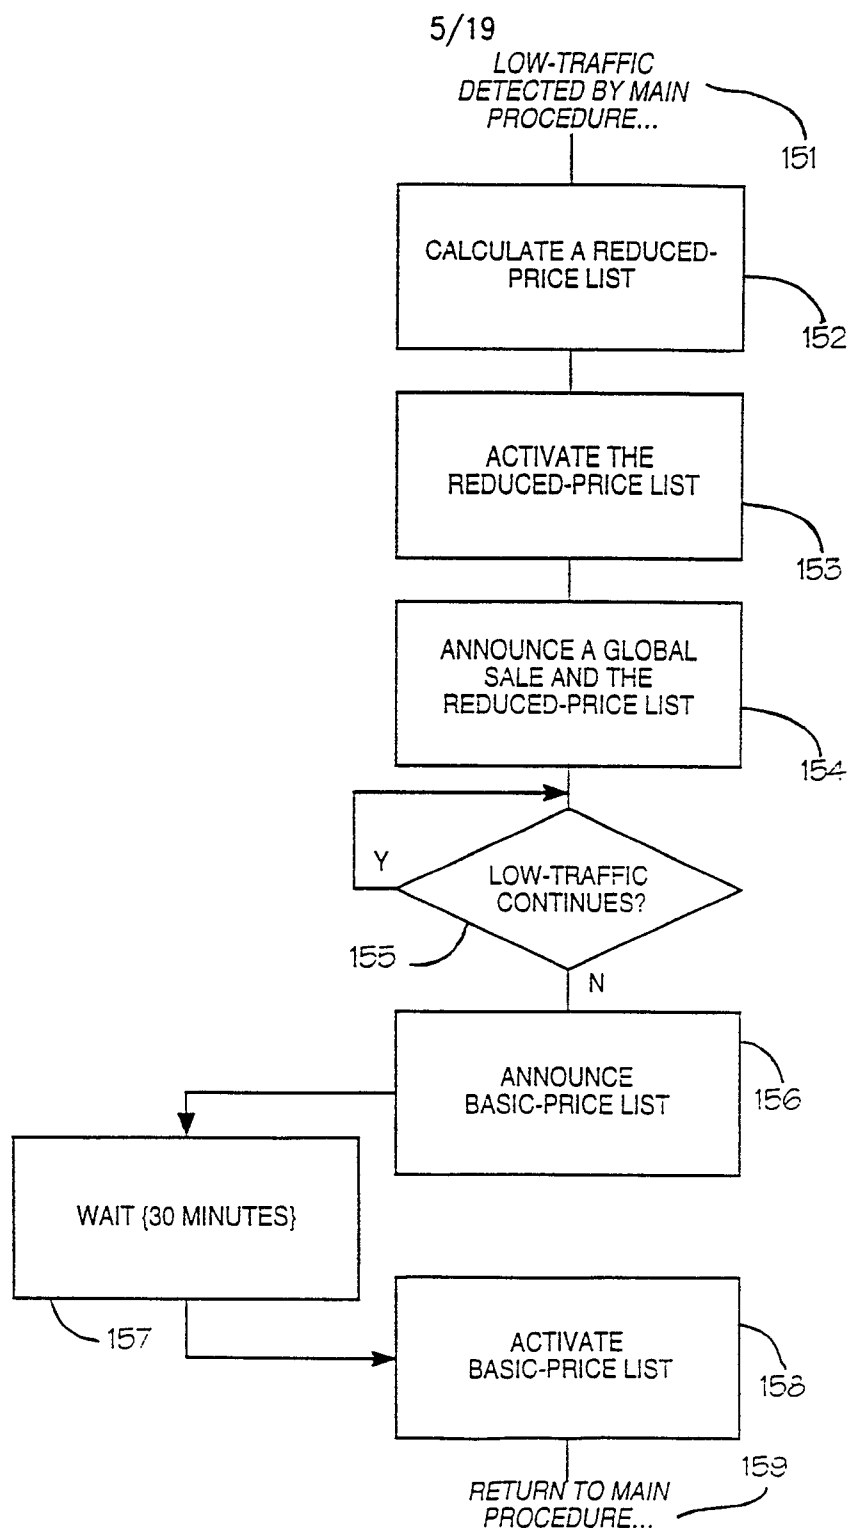 5/19
LOW-TRAFFIC
DETECTED BY MAIN
PROCEDURE...
151
CALCULATE A REDUCED-
PRICE LIST
152
ACTIVATE THE
REDUCED-PRICE LIST
153
ANNOUNCE A GLOBAL
SALE AND THE
REDUCED-PRICE LIST
154
Y
LOW-TRAFFIC
CONTINUES?
155
N
ANNOUNCE
BASIC-PRICE LIST
156
WAIT {30 MINUTES}
157
ACTIVATE
BASIC-PRICE LIST
158
159
RETURN TO MAIN
PROCEDURE...